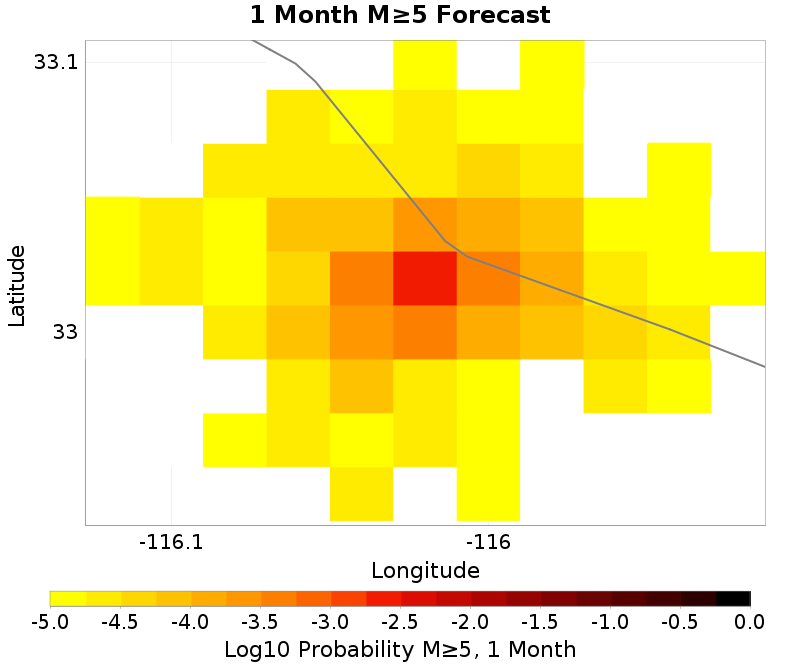 1 Month M≥5 Forecast
33.1
33
Latitude
-116.1 -116
Longitude
-5.0 -4.5 -4.0 -3.5 -3.0 -2.5 -2.0 -1.5 -1.0 -0.5 0.0
Log10 Probability M≥5, 1 Month